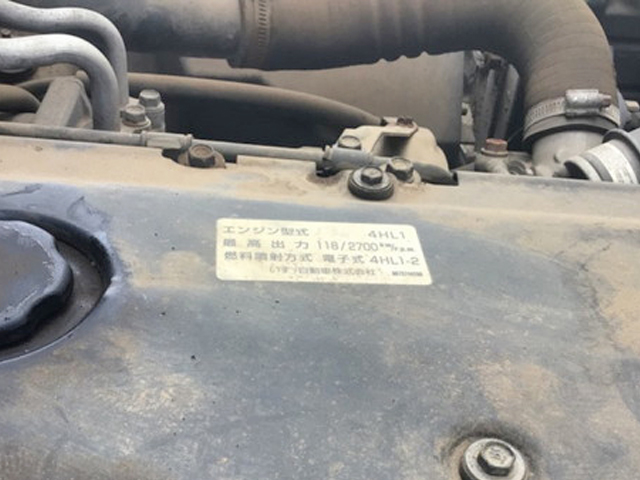 エンジン型式 4HL1
最高出力 118/2700 kW/r.p.m.
燃料噴射方式 電子式 4HL1-2
いすゞ自動車株式会社